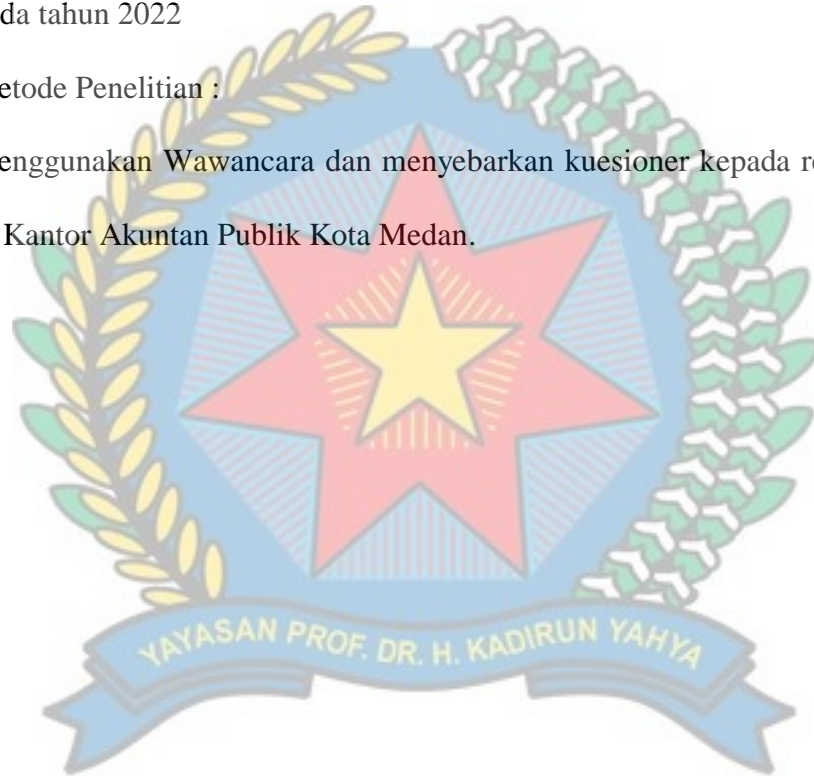 da tahun 2022
etode Penelitian :
enggunakan Wawancara dan menyebarkan kuesioner kepada re
Kantor Akuntan Publik Kota Medan.
YAYASAN PROF. DR. H. KADIRUN YAHYA